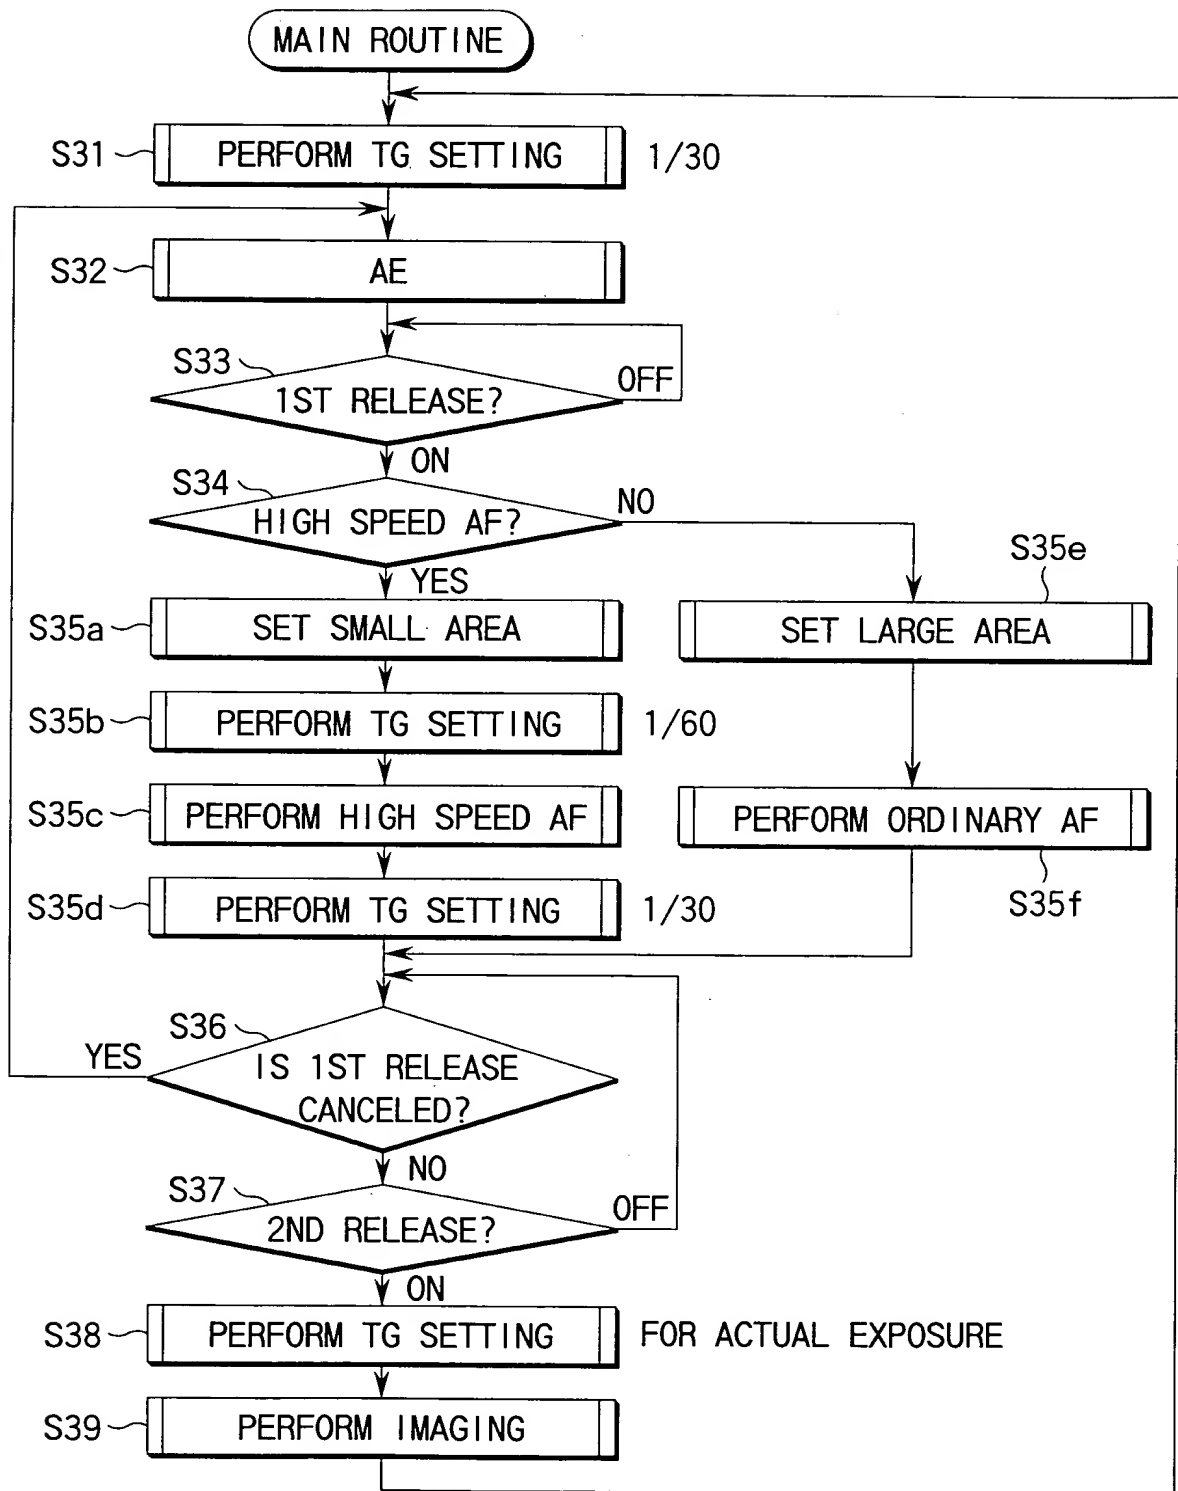 MAIN ROUTINE
S31 PERFORM TG SETTING 1/30
S32 AE
S33
1ST RELEASE? OFF
ON
S34
HIGH SPEED AF? NO
YES
S35e
S35a SET SMALL AREA
SET LARGE AREA
S35b PERFORM TG SETTING 1/60
S35c PERFORM HIGH SPEED AF
PERFORM ORDINARY AF
S35d PERFORM TG SETTING 1/30
S35f
S36
YES
IS 1ST RELEASE
CANCELED?
NO
S37
2ND RELEASE? OFF
ON
S38 PERFORM TG SETTING FOR ACTUAL EXPOSURE
S39 PERFORM IMAGING